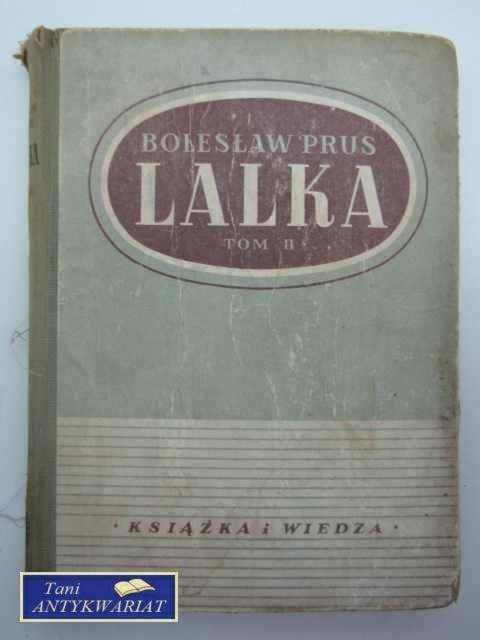 BOLESŁAW PRUS
LALKA
TOM II
• KSIĄŻKA i WIEDZA •
Tani
ANTYKWARIAT